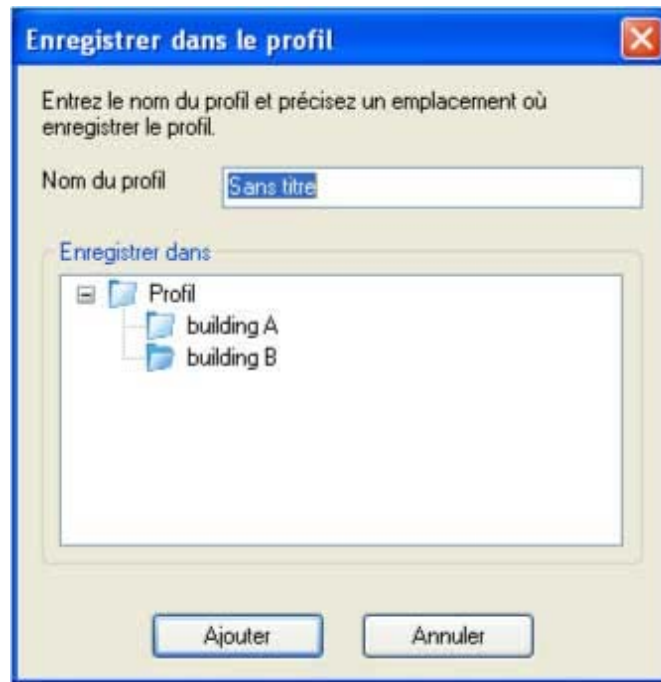 Enregistrer dans le profil
Entrez le nom du profil et précisez un emplacement où
enregistrer le profil.
Nom du profil Sans titre
Enregistrer dans
Profil
building A
building B
Ajouter Annuler